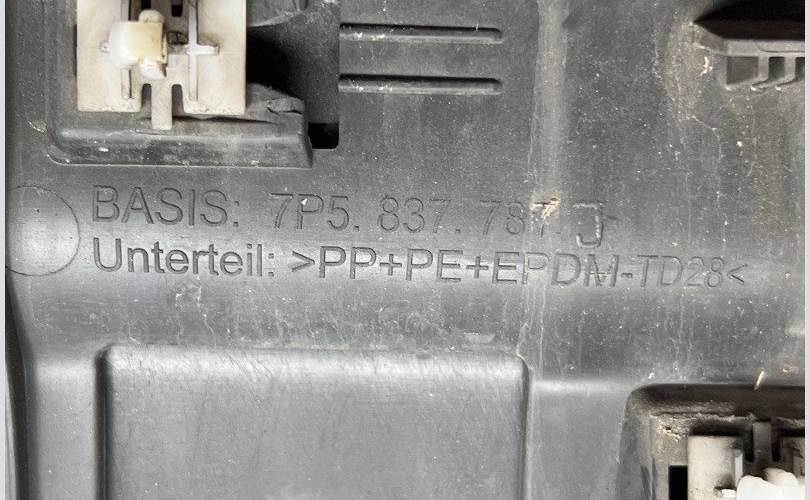 BASIS: 7P5. 837. 787. J
Unterteil: >PP+PE+EPDM-TD28<